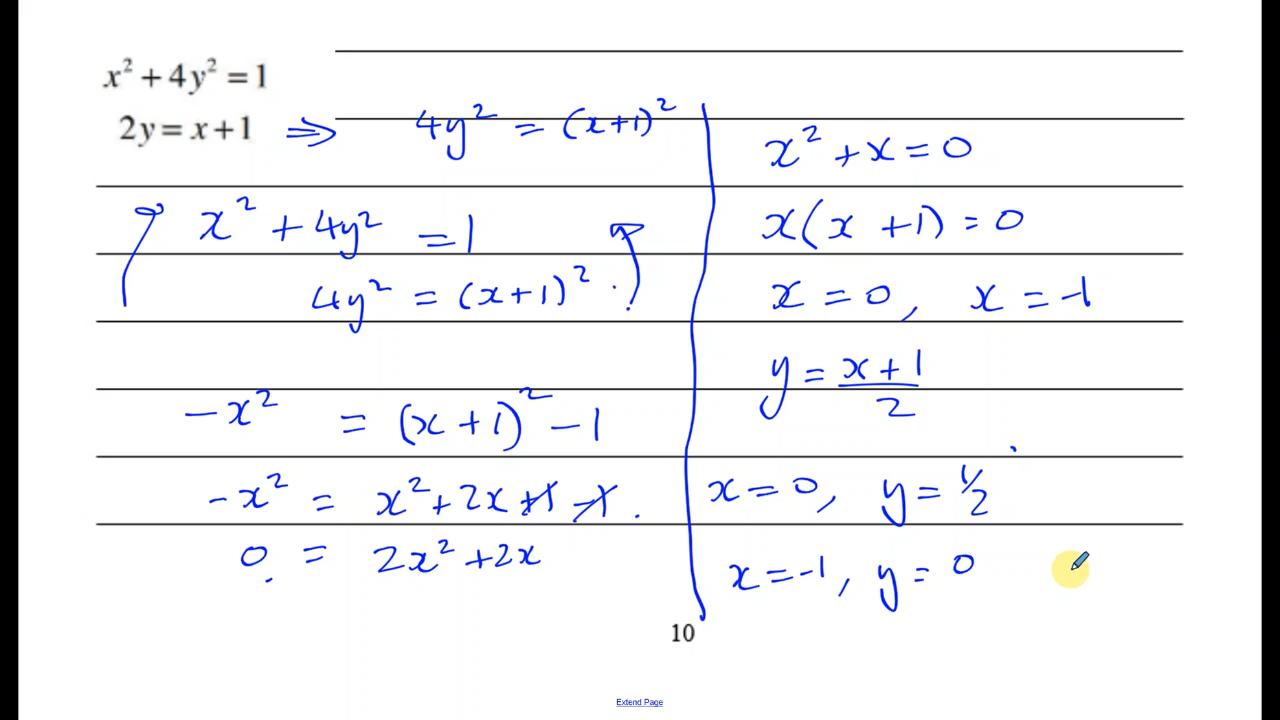 x² + 4y² = 1
2y = x + 1 ⇒ 4y² = (x+1)²
x² + 4y² = 1
4y² = (x+1)² .
-x² = (x+1)² - 1
-x² = x² + 2x + 1 - 1 .
0 = 2x² + 2x
x² + x = 0
x(x + 1) = 0
x = 0, x = -1
y = (x+1)/2
x = 0, y = 1/2
x = -1, y = 0
10
Extend Page